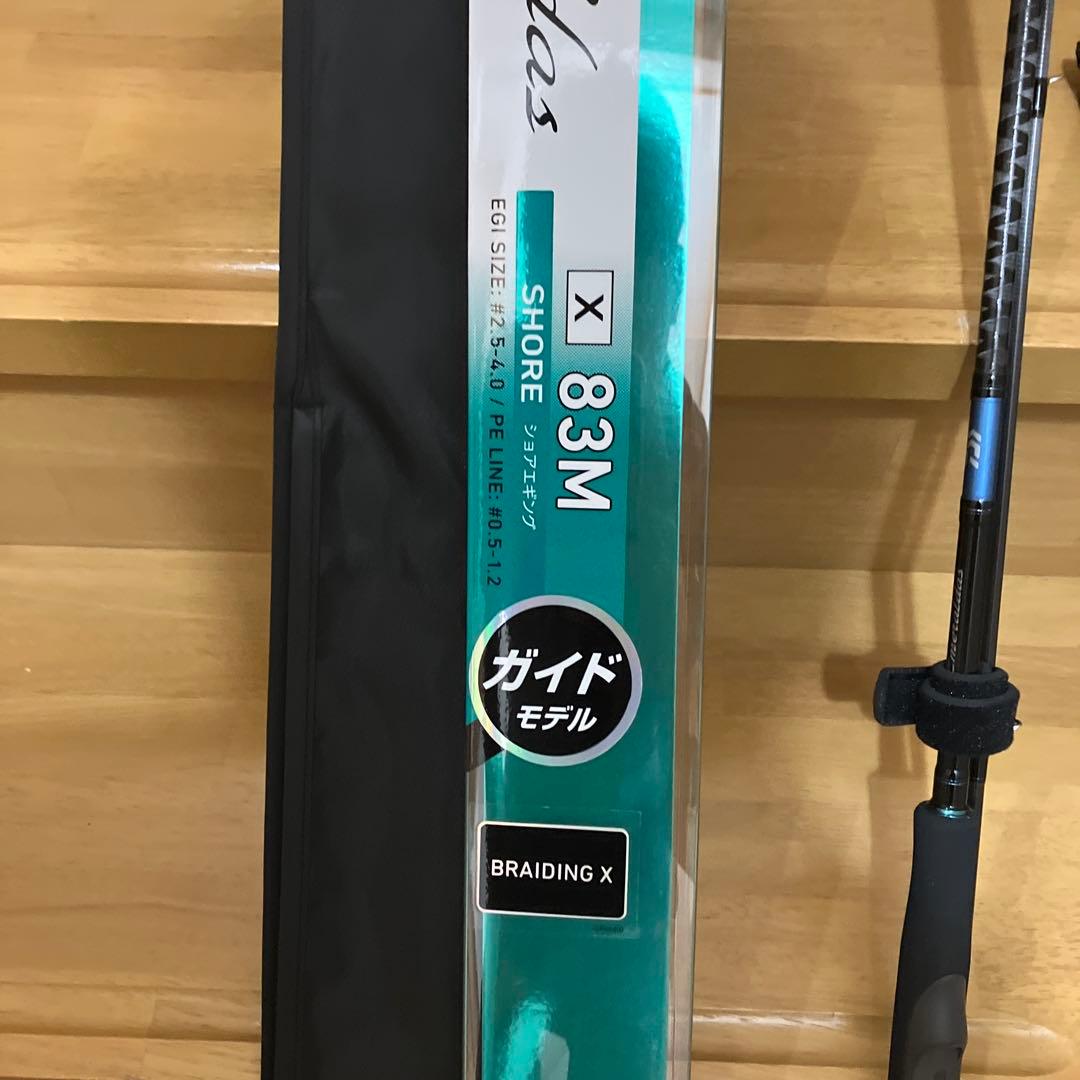 X 83M
SHORE ショアエギング
EGI SIZE: #2.5-4.0 / PE LINE: #0.5-1.2
ガイド
モデル
BRAIDING X